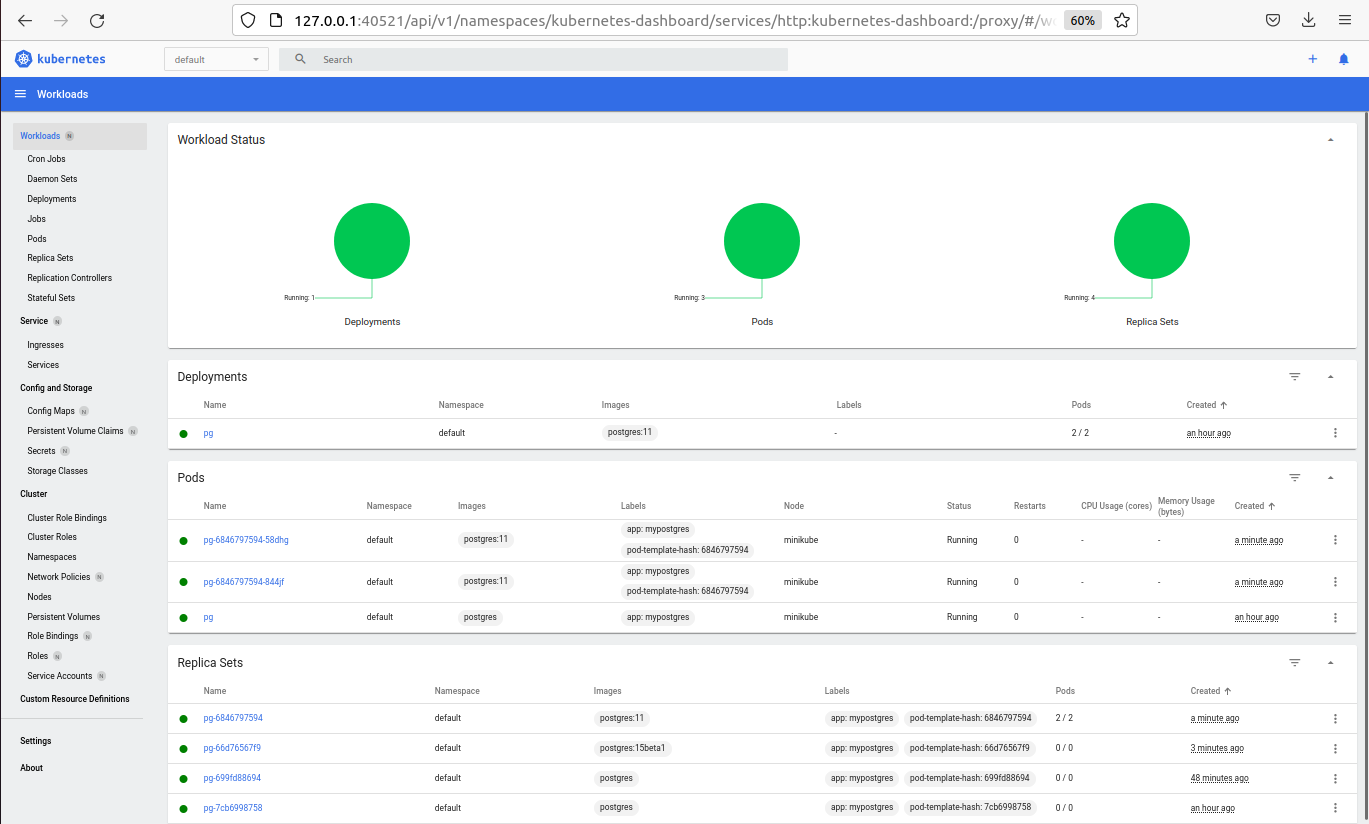 127.0.0.1:40521/api/v1/namespaces/kubernetes-dashboard/services/http:kubernetes-dashboard:/proxy/#/w 60%
kubernetes default Search
Workloads
Workloads N
Cron Jobs
Daemon Sets
Deployments
Jobs
Pods
Replica Sets
Replication Controllers
Stateful Sets
Service N
Ingresses
Services
Config and Storage
Config Maps N
Persistent Volume Claims N
Secrets N
Storage Classes
Cluster
Cluster Role Bindings
Cluster Roles
Namespaces
Network Policies N
Nodes
Persistent Volumes
Role Bindings N
Roles N
Service Accounts N
Custom Resource Definitions
Settings
About
Workload Status
Running: 1 Running: 3 Running: 4
Deployments Pods Replica Sets
Deployments
Name Namespace Images Labels Pods Created
pg default postgres:11 - 2 / 2 an hour ago
Pods
Name Namespace Images Labels Node Status Restarts CPU Usage (cores) Memory Usage (bytes) Created
pg-6846797594-58dhg default postgres:11 app: mypostgres pod-template-hash: 6846797594 minikube Running 0 - - a minute ago
pg-6846797594-844jf default postgres:11 app: mypostgres pod-template-hash: 6846797594 minikube Running 0 - - a minute ago
pg default postgres app: mypostgres minikube Running 0 - - an hour ago
Replica Sets
Name Namespace Images Labels Pods Created
pg-6846797594 default postgres:11 app: mypostgres pod-template-hash: 6846797594 2 / 2 a minute ago
pg-66d76567f9 default postgres:15beta1 app: mypostgres pod-template-hash: 66d76567f9 0 / 0 3 minutes ago
pg-699fd88694 default postgres app: mypostgres pod-template-hash: 699fd88694 0 / 0 48 minutes ago
pg-7cb6998758 default postgres app: mypostgres pod-template-hash: 7cb6998758 0 / 0 an hour ago